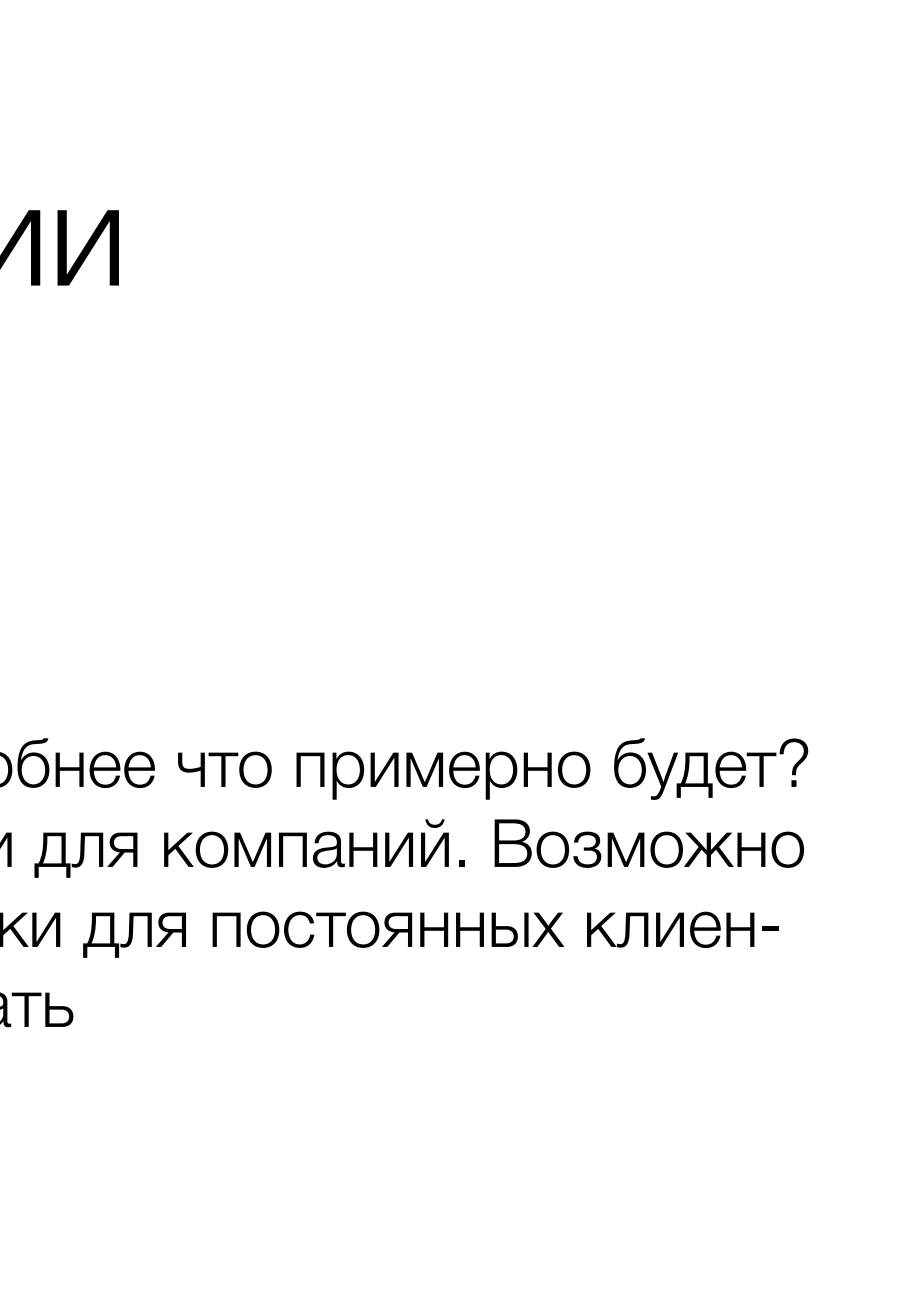 ии
обнее что примерно будет?
и для компаний. Возможно
ки для постоянных клиен-
ать